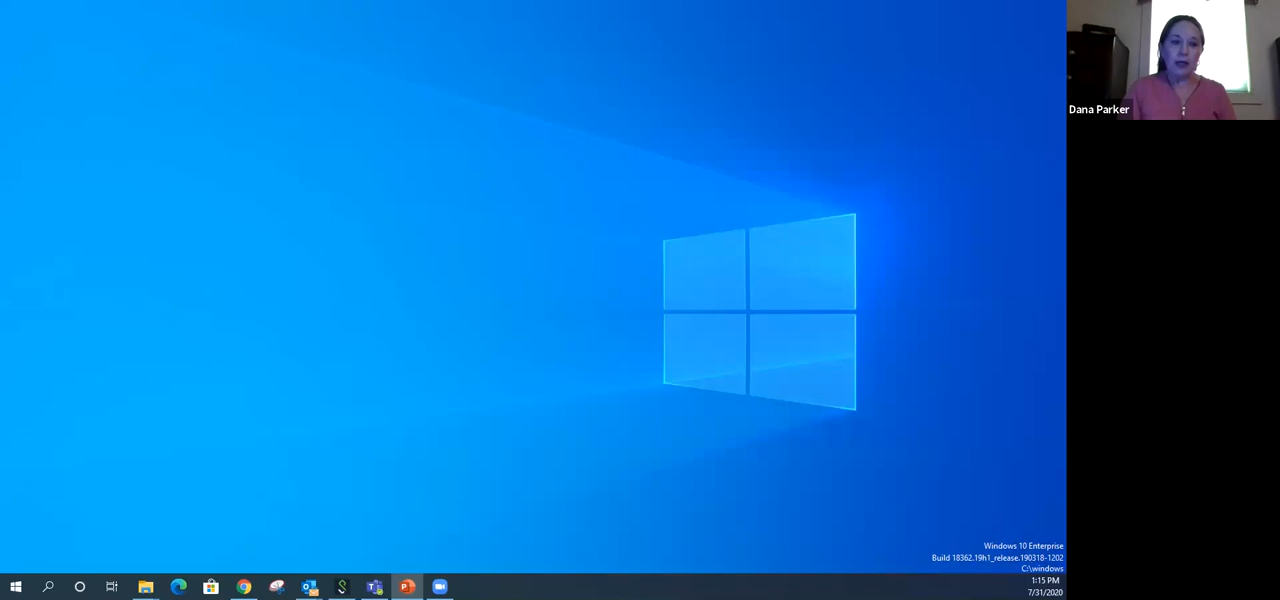 Dana Parker
Windows 10 Enterprise
Build 18362.19h1_release.190318-1202
C:\windows
1:15 PM
7/31/2020